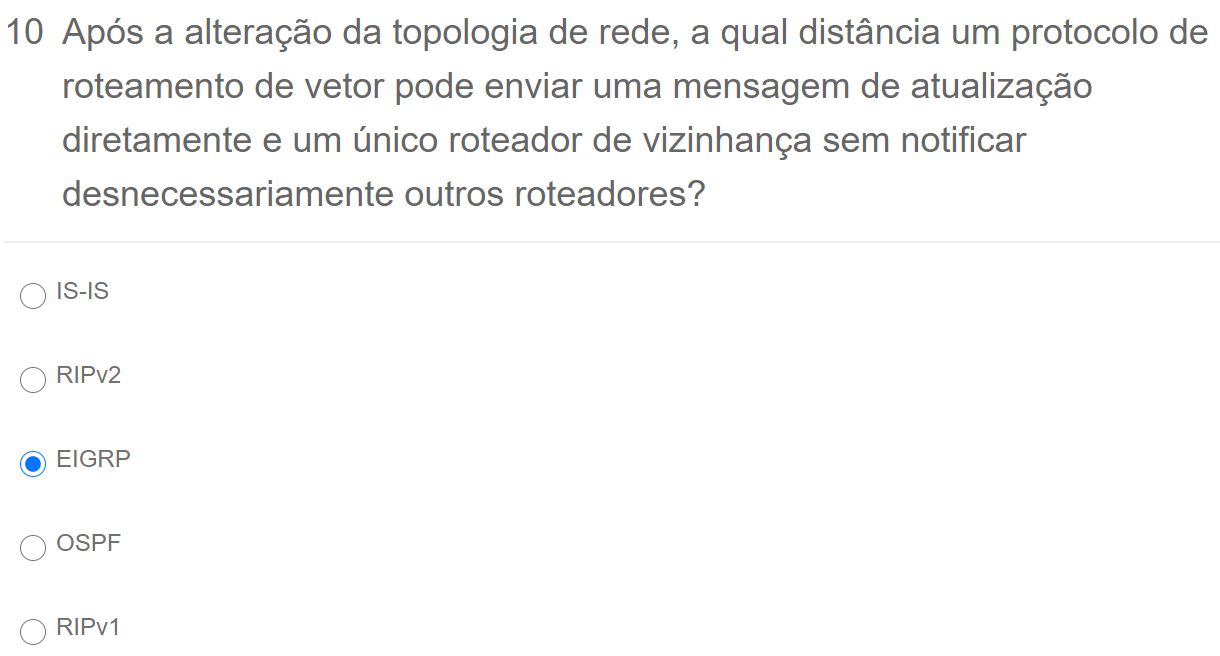 10 Após a alteração da topologia de rede, a qual distância um protocolo de
roteamento de vetor pode enviar uma mensagem de atualização
diretamente e um único roteador de vizinhança sem notificar
desnecessariamente outros roteadores?
IS-IS
RIPv2
EIGRP
OSPF
RIPv1